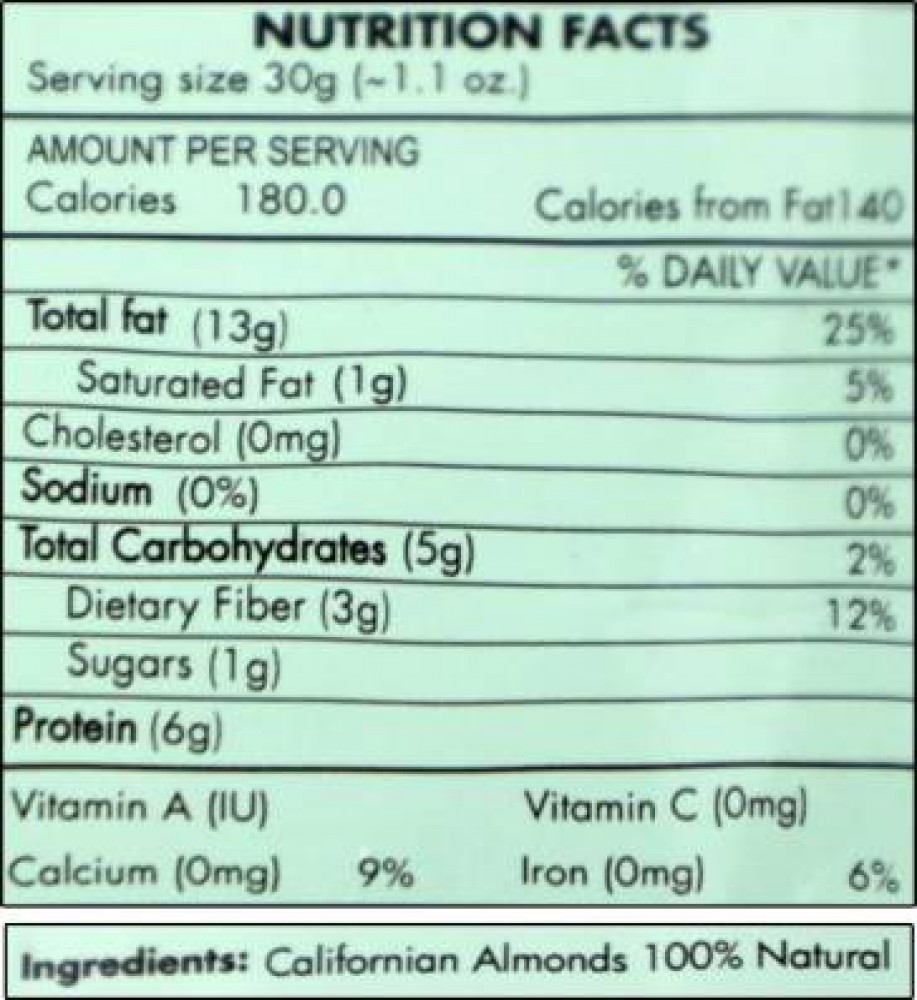 NUTRITION FACTS
Serving size 30g (~1.1 oz.)
AMOUNT PER SERVING
Calories 180.0 Calories from Fat140
% DAILY VALUE*
Total fat (13g) 25%
Saturated Fat (1g) 5%
Cholesterol (0mg) 0%
Sodium (0%) 0%
Total Carbohydrates (5g) 2%
Dietary Fiber (3g) 12%
Sugars (1g)
Protein (6g)
Vitamin A (IU) Vitamin C (0mg)
Calcium (0mg) 9% Iron (0mg) 6%
Ingredients: Californian Almonds 100% Natural